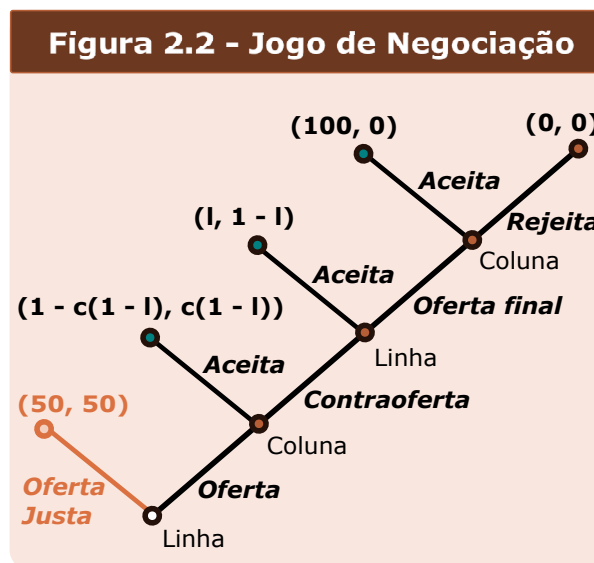 Figura 2.2 - Jogo de Negociação
(100, 0)
(0, 0)
Aceita
Rejeita
(l, 1 - l)
Coluna
Aceita
Oferta final
(1 - c(1 - l), c(1 - l))
Linha
Aceita
Contraoferta
(50, 50)
Coluna
Oferta
Justa
Oferta
Linha